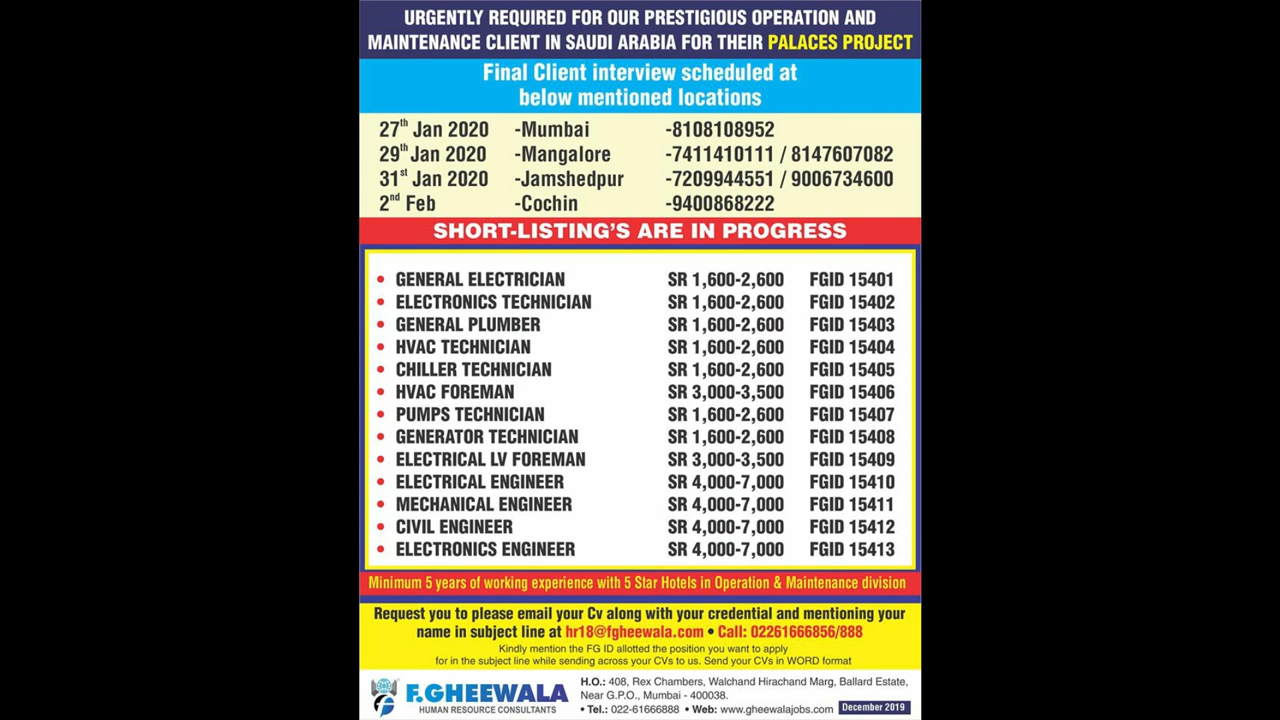 URGENTLY REQUIRED FOR OUR PRESTIGIOUS OPERATION AND
MAINTENANCE CLIENT IN SAUDI ARABIA FOR THEIR PALACES PROJECT
Final Client interview scheduled at
below mentioned locations
27th Jan 2020 -Mumbai -8108108952
29th Jan 2020 -Mangalore -7411410111 / 8147607082
31st Jan 2020 -Jamshedpur -7209944551 / 9006734600
2nd Feb -Cochin -9400868222
SHORT-LISTING'S ARE IN PROGRESS
• GENERAL ELECTRICIAN SR 1,600-2,600 FGID 15401
• ELECTRONICS TECHNICIAN SR 1,600-2,600 FGID 15402
• GENERAL PLUMBER SR 1,600-2,600 FGID 15403
• HVAC TECHNICIAN SR 1,600-2,600 FGID 15404
• CHILLER TECHNICIAN SR 1,600-2,600 FGID 15405
• HVAC FOREMAN SR 3,000-3,500 FGID 15406
• PUMPS TECHNICIAN SR 1,600-2,600 FGID 15407
• GENERATOR TECHNICIAN SR 1,600-2,600 FGID 15408
• ELECTRICAL LV FOREMAN SR 3,000-3,500 FGID 15409
• ELECTRICAL ENGINEER SR 4,000-7,000 FGID 15410
• MECHANICAL ENGINEER SR 4,000-7,000 FGID 15411
• CIVIL ENGINEER SR 4,000-7,000 FGID 15412
• ELECTRONICS ENGINEER SR 4,000-7,000 FGID 15413
Minimum 5 years of working experience with 5 Star Hotels in Operation & Maintenance division
Request you to please email your Cv along with your credential and mentioning your
name in subject line at hr18@fgheewala.com • Call: 02261666856/888
Kindly mention the FG ID allotted the position you want to apply
for in the subject line while sending across your CVs to us. Send your CVs in WORD format
F.GHEEWALA
HUMAN RESOURCE CONSULTANTS
H.O.: 408, Rex Chambers, Walchand Hirachand Marg, Ballard Estate,
Near G.P.O., Mumbai - 400038.
• Tel.: 022-61666888 • Web: www.gheewalajobs.com December 2019